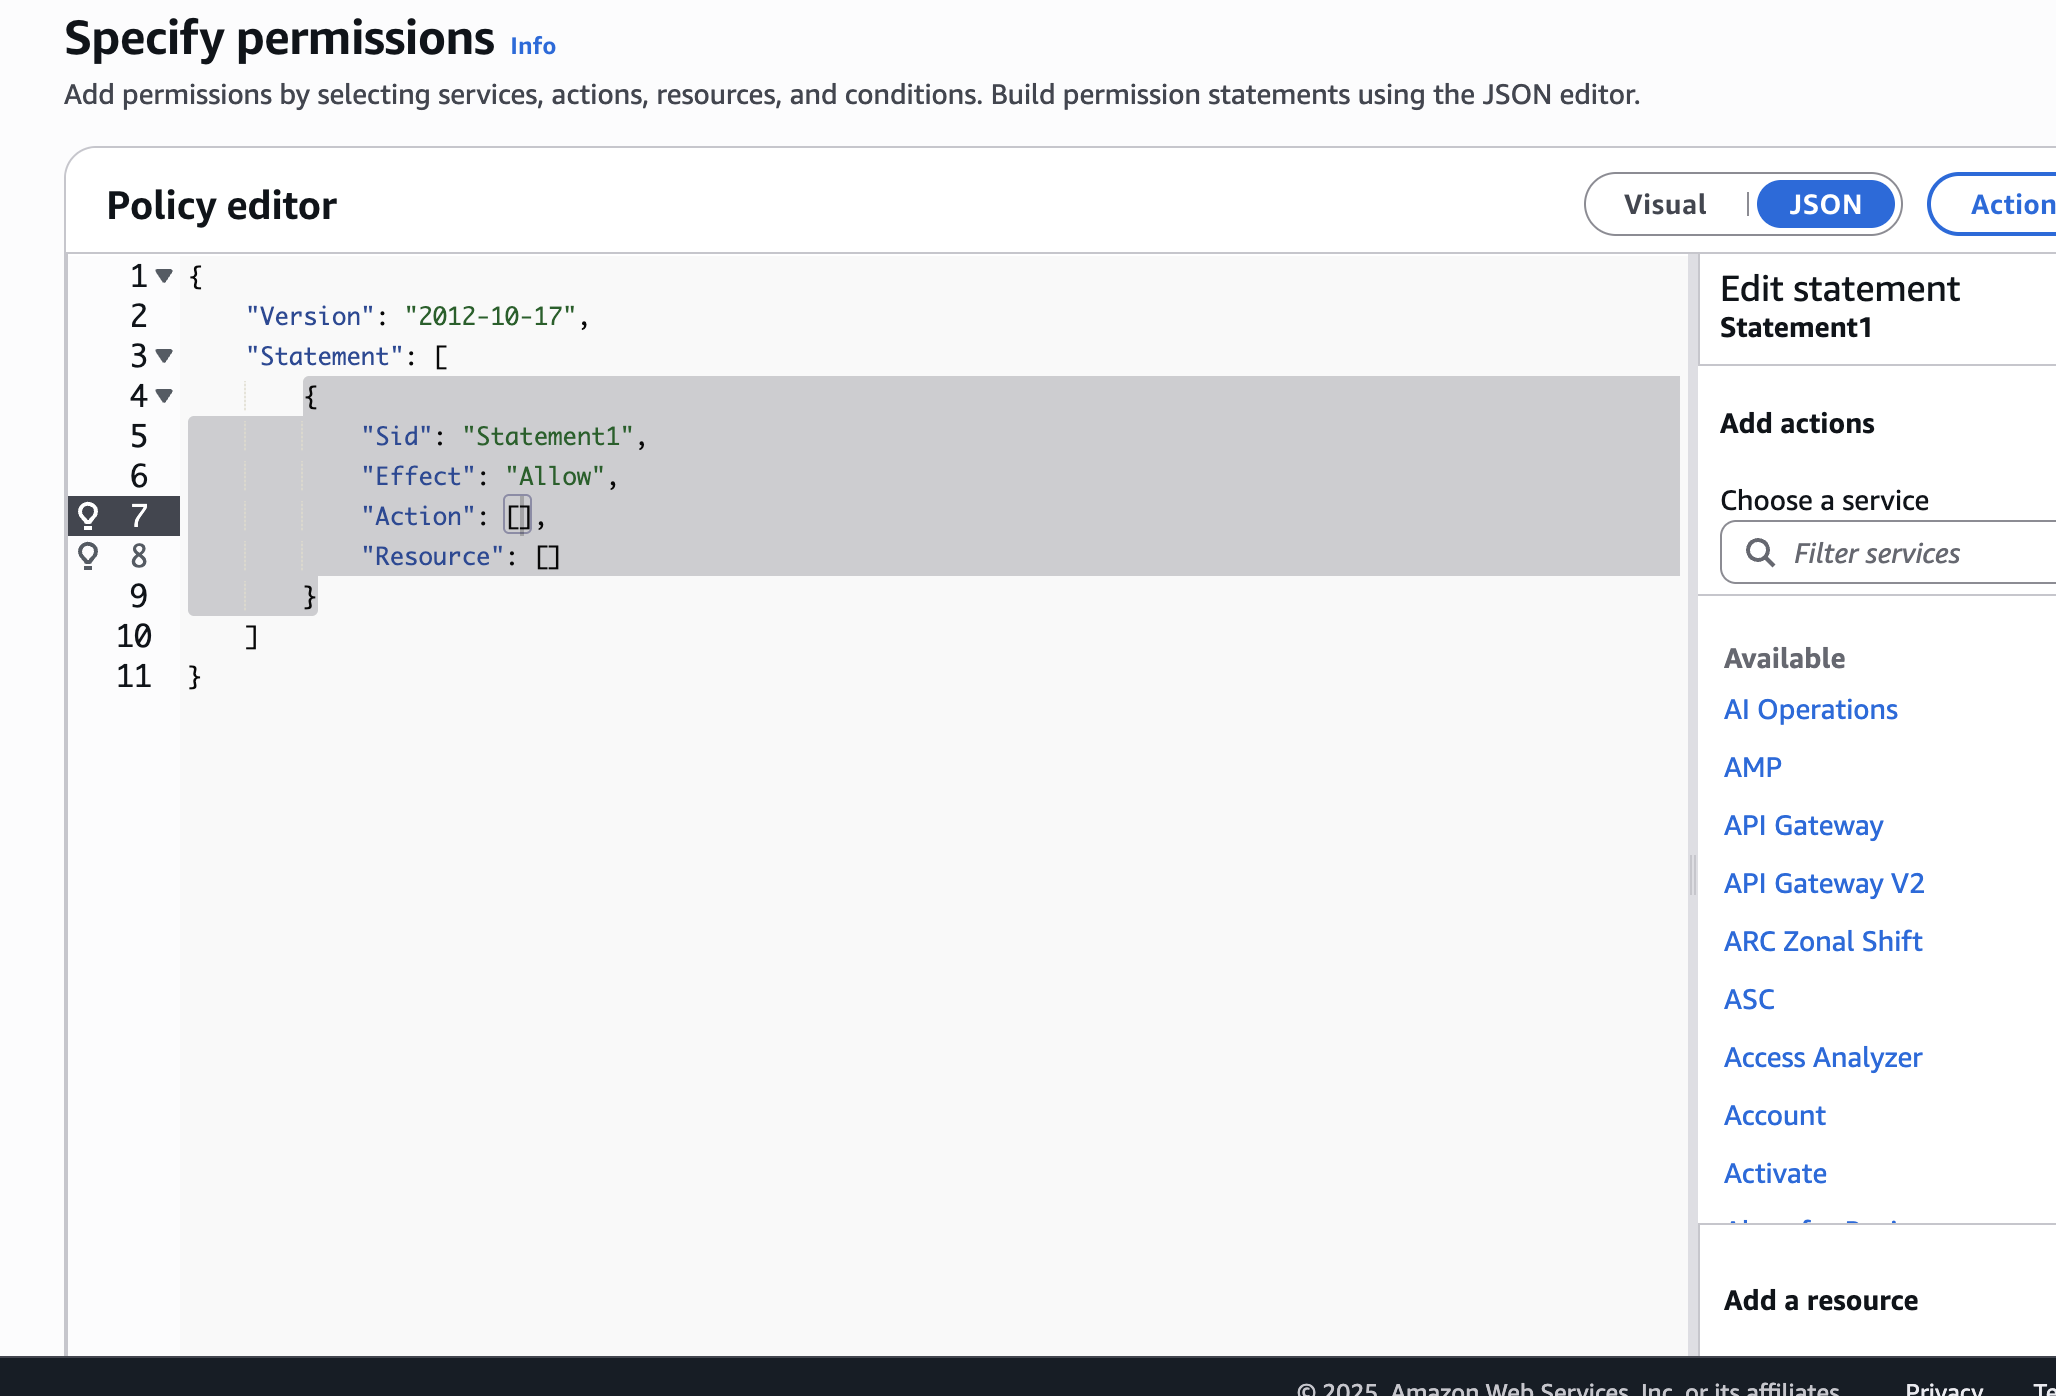 Specify permissions Info
Add permissions by selecting services, actions, resources, and conditions. Build permission statements using the JSON editor.
Policy editor
Visual
JSON
Action
1 {
2 "Version": "2012-10-17",
3 "Statement": [
4 {
5 "Sid": "Statement1",
6 "Effect": "Allow",
7 "Action": [],
8 "Resource": []
9 }
10 ]
11 }
Edit statement
Statement1
Add actions
Choose a service
Filter services
Available
AI Operations
AMP
API Gateway
API Gateway V2
ARC Zonal Shift
ASC
Access Analyzer
Account
Activate
Add a resource
© 2025, Amazon Web Services, Inc. or its affiliates.
Privacy